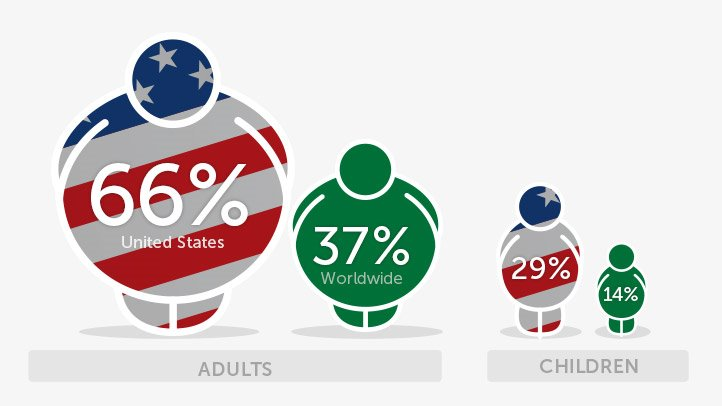 66%
United States
37%
Worldwide
29%
14%
ADULTS
CHILDREN